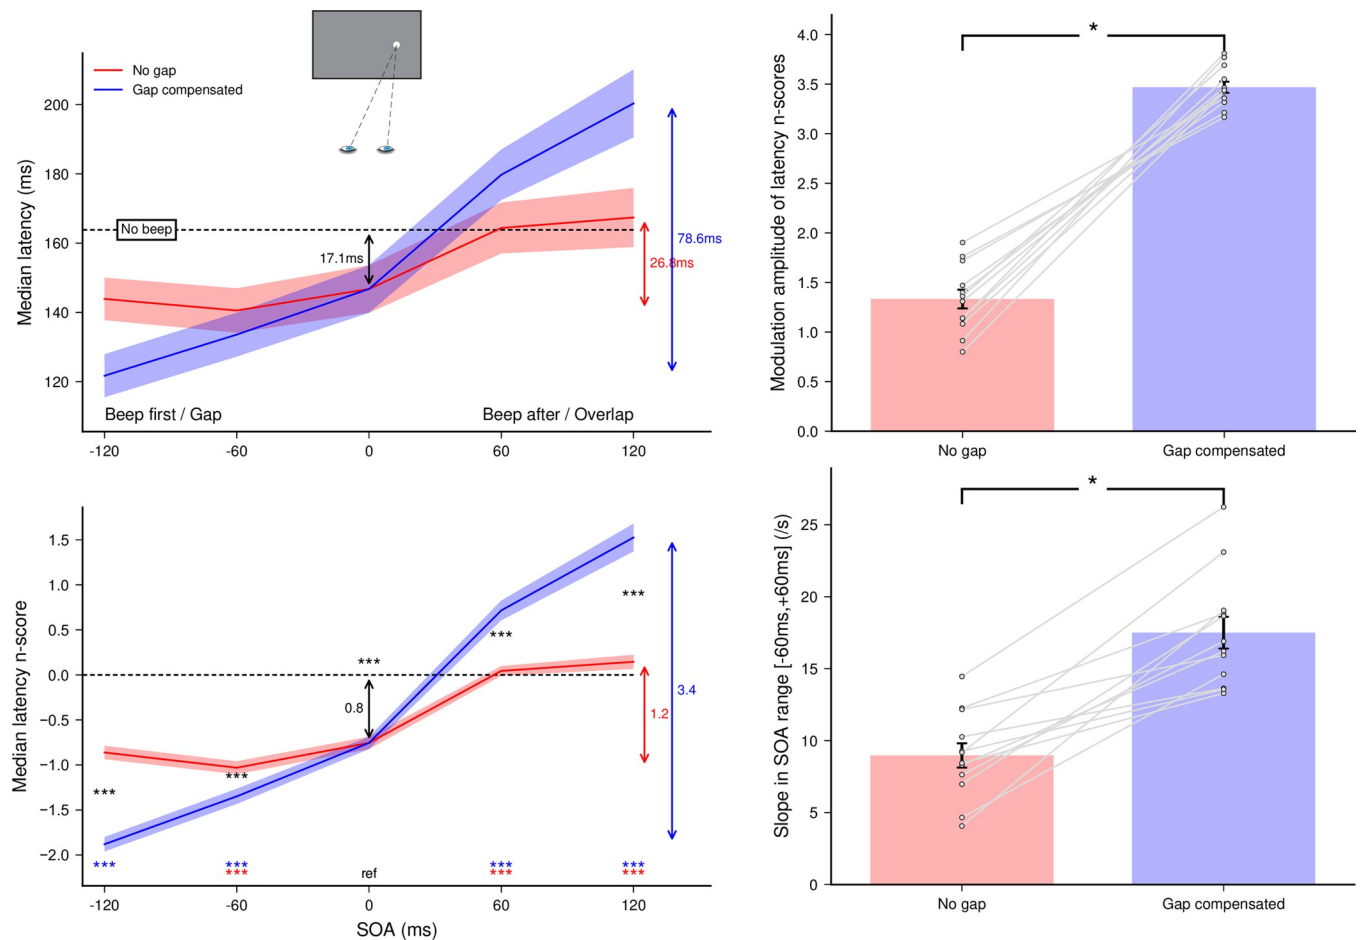 No gap
Gap compensated
Median latency (ms)
200
180
160
140
120
No beep
17.1ms
78.6ms
26.8ms
Beep first / Gap
Beep after / Overlap
-120
-60
0
60
120
*
Modulation amplitude of latency n-scores
4.0
3.5
3.0
2.5
2.0
1.5
1.0
0.5
0.0
No gap
Gap compensated
Median latency n-score
1.5
1.0
0.5
0.0
−0.5
−1.0
−1.5
−2.0
***
***
***
***
***
0.8
3.4
1.2
*** *** *** ***
*** ref *** ***
-120
-60
0
60
120
SOA (ms)
*
Slope in SOA range [-60ms,+60ms] (/s)
25
20
15
10
5
0
No gap
Gap compensated